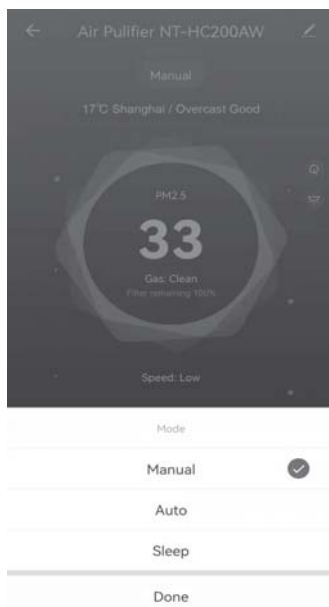 Air Pulifier NT-HC200AW
Manual
17°C Shanghai / Overcast Good
PM2.5
33
Gas: Clean
Filter remaining 100%
Speed: Low
Mode
Manual
Auto
Sleep
Done